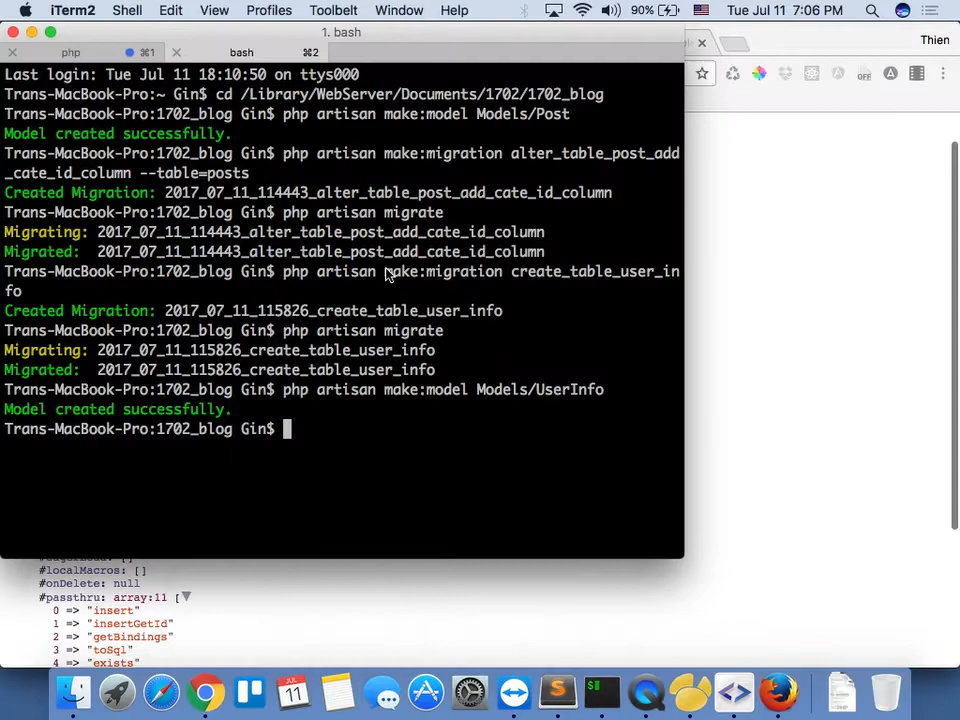 iTerm2 Shell Edit View Profiles Toolbelt Window Help 90% Tue Jul 11 7:06 PM
1. bash
php ⌘1 bash ⌘2
Thien
OFF
Last login: Tue Jul 11 18:10:50 on ttys000
Trans-MacBook-Pro:~ Gin$ cd /Library/WebServer/Documents/1702/1702_blog
Trans-MacBook-Pro:1702_blog Gin$ php artisan make:model Models/Post
Model created successfully.
Trans-MacBook-Pro:1702_blog Gin$ php artisan make:migration alter_table_post_add
_cate_id_column --table=posts
Created Migration: 2017_07_11_114443_alter_table_post_add_cate_id_column
Trans-MacBook-Pro:1702_blog Gin$ php artisan migrate
Migrating: 2017_07_11_114443_alter_table_post_add_cate_id_column
Migrated:  2017_07_11_114443_alter_table_post_add_cate_id_column
Trans-MacBook-Pro:1702_blog Gin$ php artisan make:migration create_table_user_in
fo
Created Migration: 2017_07_11_115826_create_table_user_info
Trans-MacBook-Pro:1702_blog Gin$ php artisan migrate
Migrating: 2017_07_11_115826_create_table_user_info
Migrated:  2017_07_11_115826_create_table_user_info
Trans-MacBook-Pro:1702_blog Gin$ php artisan make:model Models/UserInfo
Model created successfully.
Trans-MacBook-Pro:1702_blog Gin$
#localMacros: []
#onDelete: null
#passthru: array:11 [▼
0 => "insert"
1 => "insertGetId"
2 => "getBindings"
3 => "toSql"
4 => "exists"
JUL
11